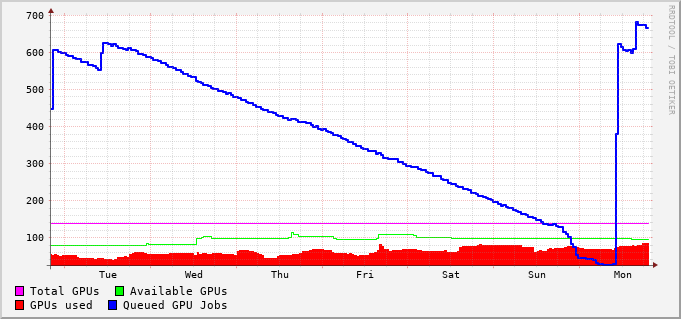 700
600
500
400
300
200
100
Tue Wed Thu Fri Sat Sun Mon
Total GPUs Available GPUs
GPUs used Queued GPU Jobs
RRDTOOL / TOBI OETIKER